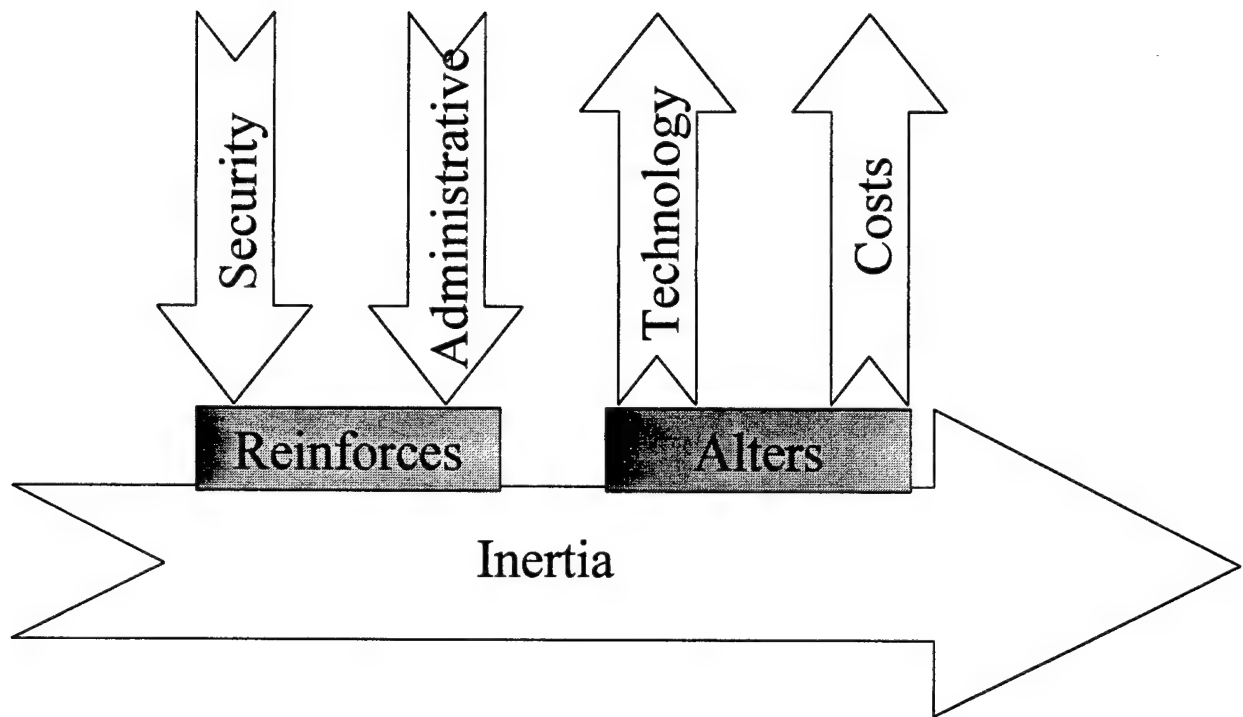 Security
Administrative
Technology
Costs
Reinforces
Alters
Inertia